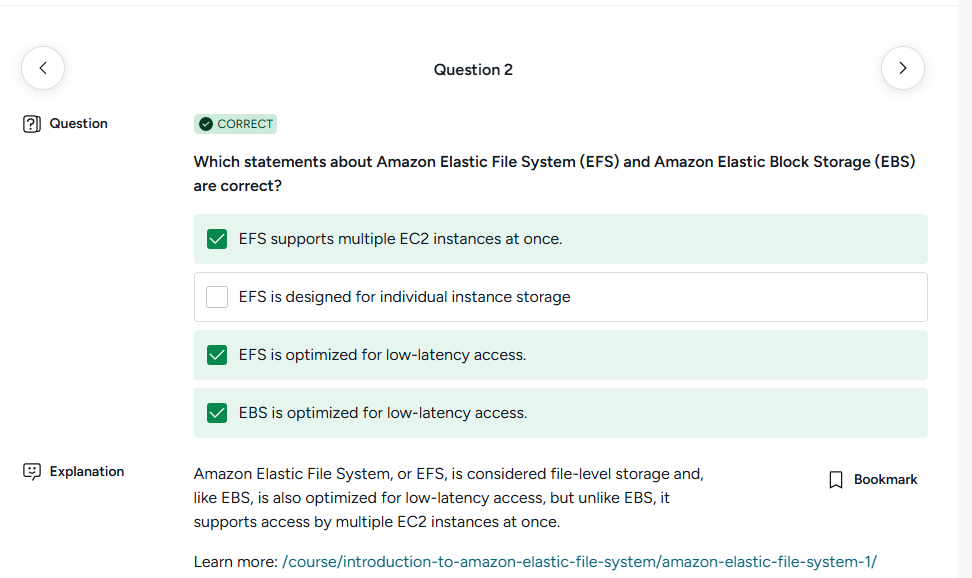 Question 2
Question
CORRECT
Which statements about Amazon Elastic File System (EFS) and Amazon Elastic Block Storage (EBS)
are correct?
EFS supports multiple EC2 instances at once.
EFS is designed for individual instance storage
EFS is optimized for low-latency access.
EBS is optimized for low-latency access.
Explanation
Amazon Elastic File System, or EFS, is considered file-level storage and,
like EBS, is also optimized for low-latency access, but unlike EBS, it
supports access by multiple EC2 instances at once.
Bookmark
Learn more: /course/introduction-to-amazon-elastic-file-system/amazon-elastic-file-system-1/